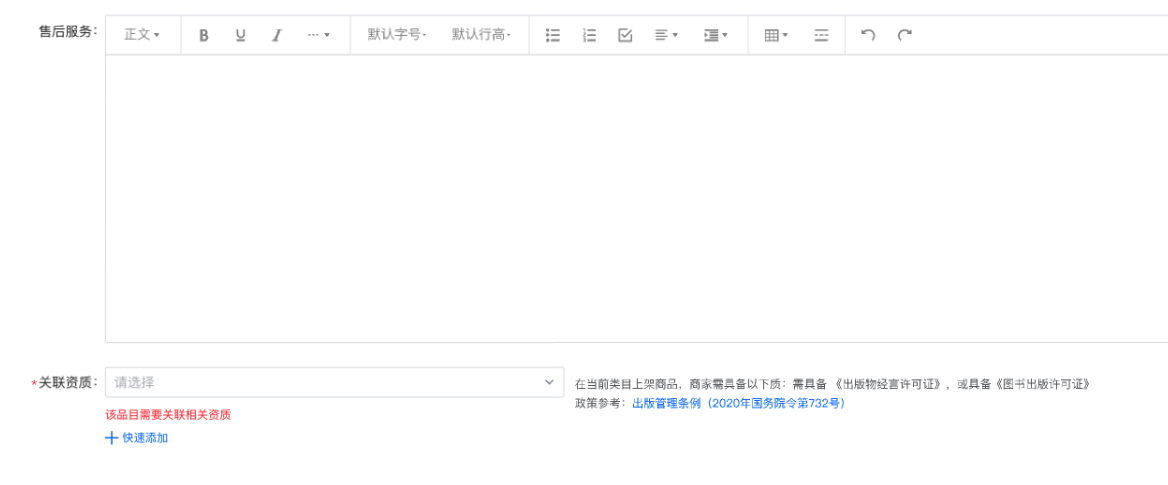 售后服务：
正文 B U I ... 默认字号 默认行高
*关联资质：
请选择
在当前类目上架商品，商家需具备以下质：需具备 《出版物经言许可证》，或具备《图书出版许可证》
政策参考：出版管理条例（2020年国务院令第732号）
该品目需要关联相关资质
+ 快速添加